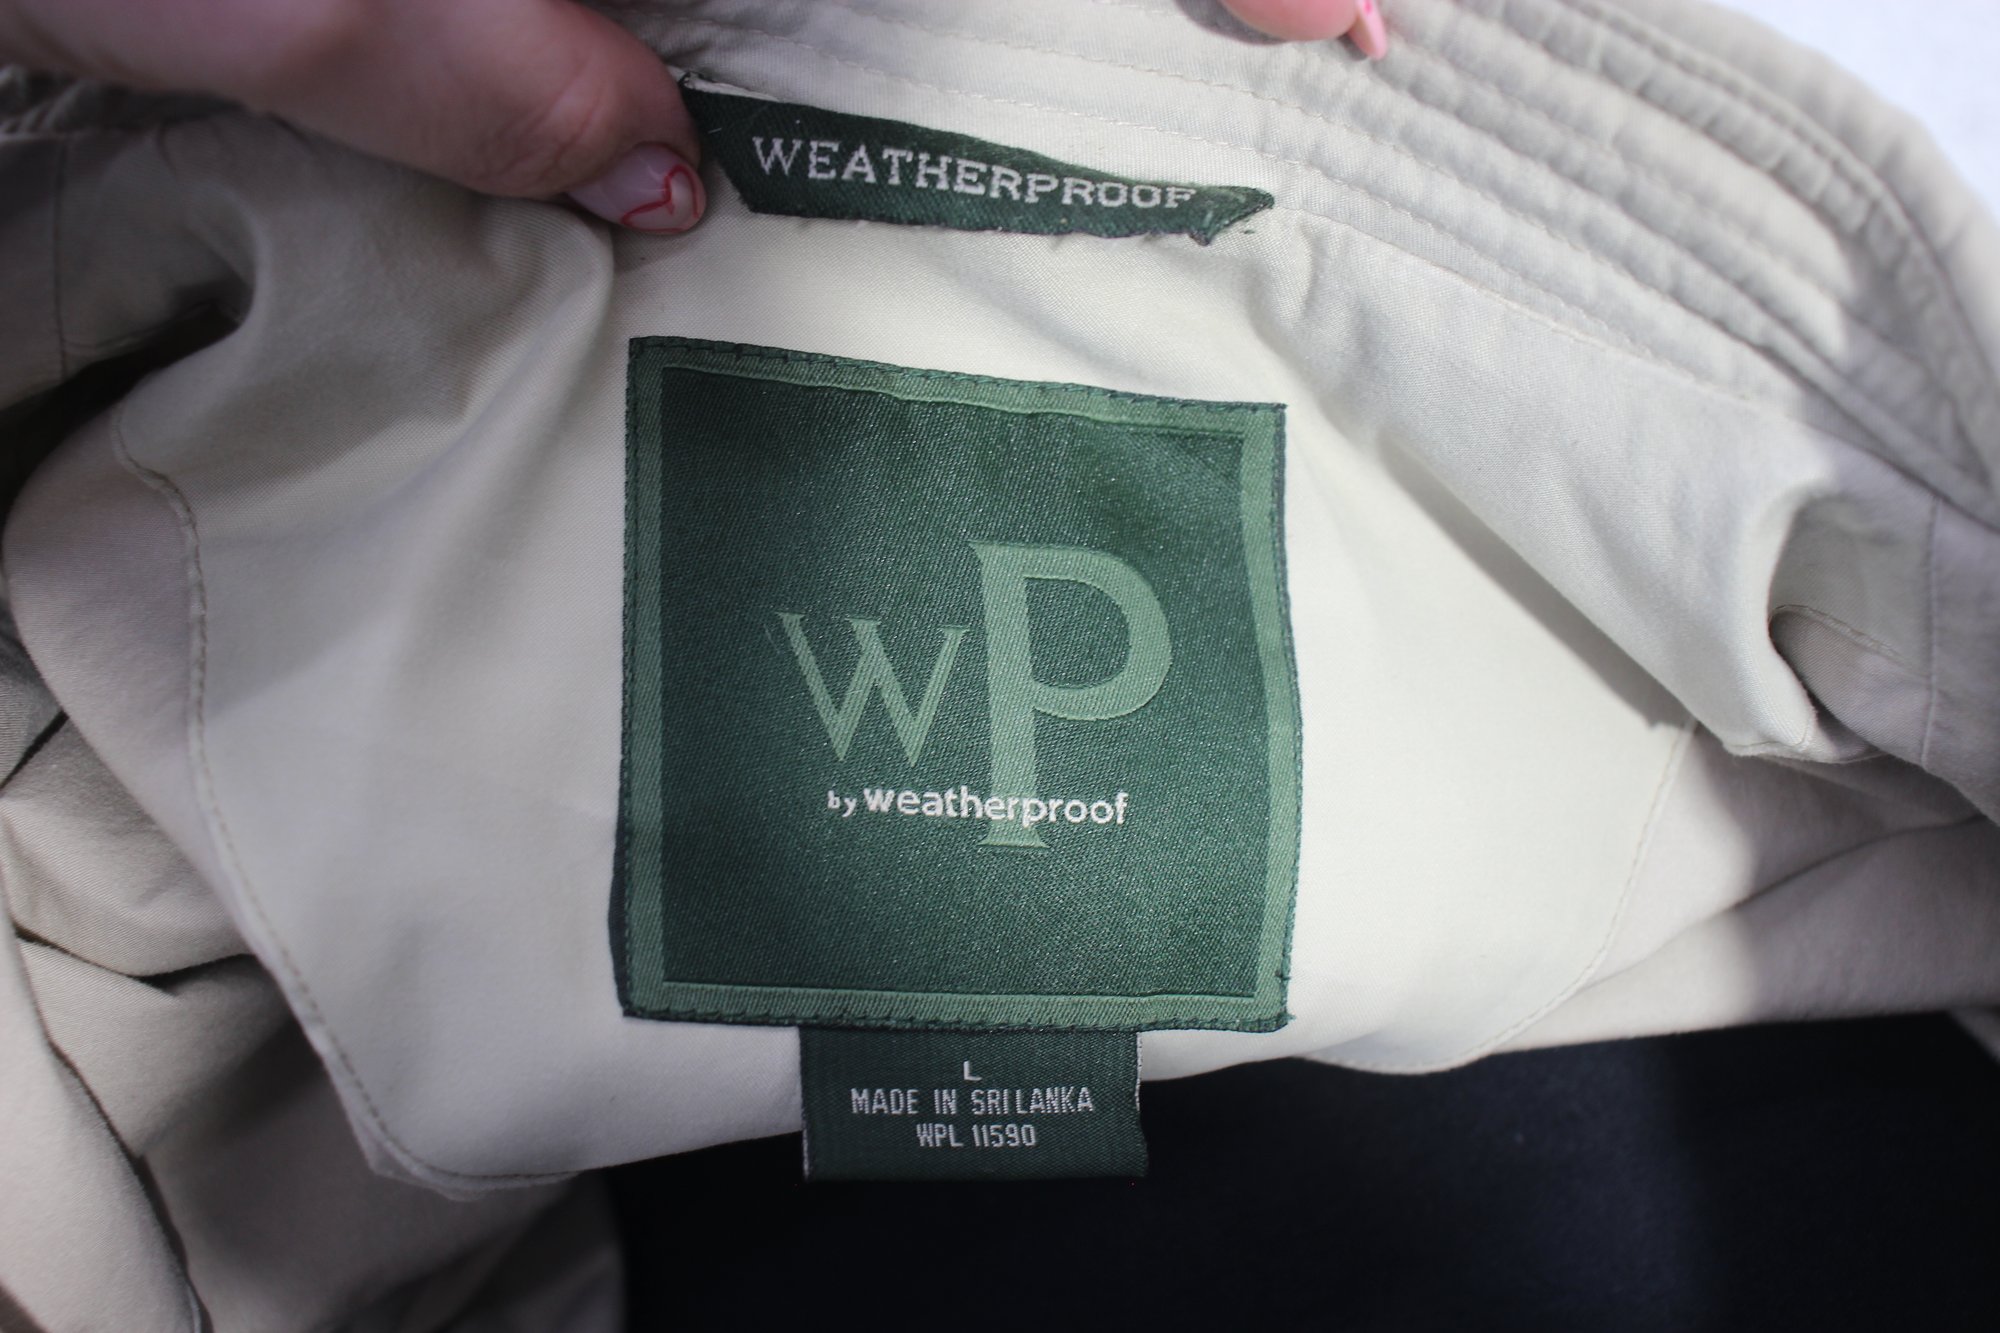 WEATHERPROOF
WP
by weatherproof
L
MADE IN SRI LANKA
WPL 11590